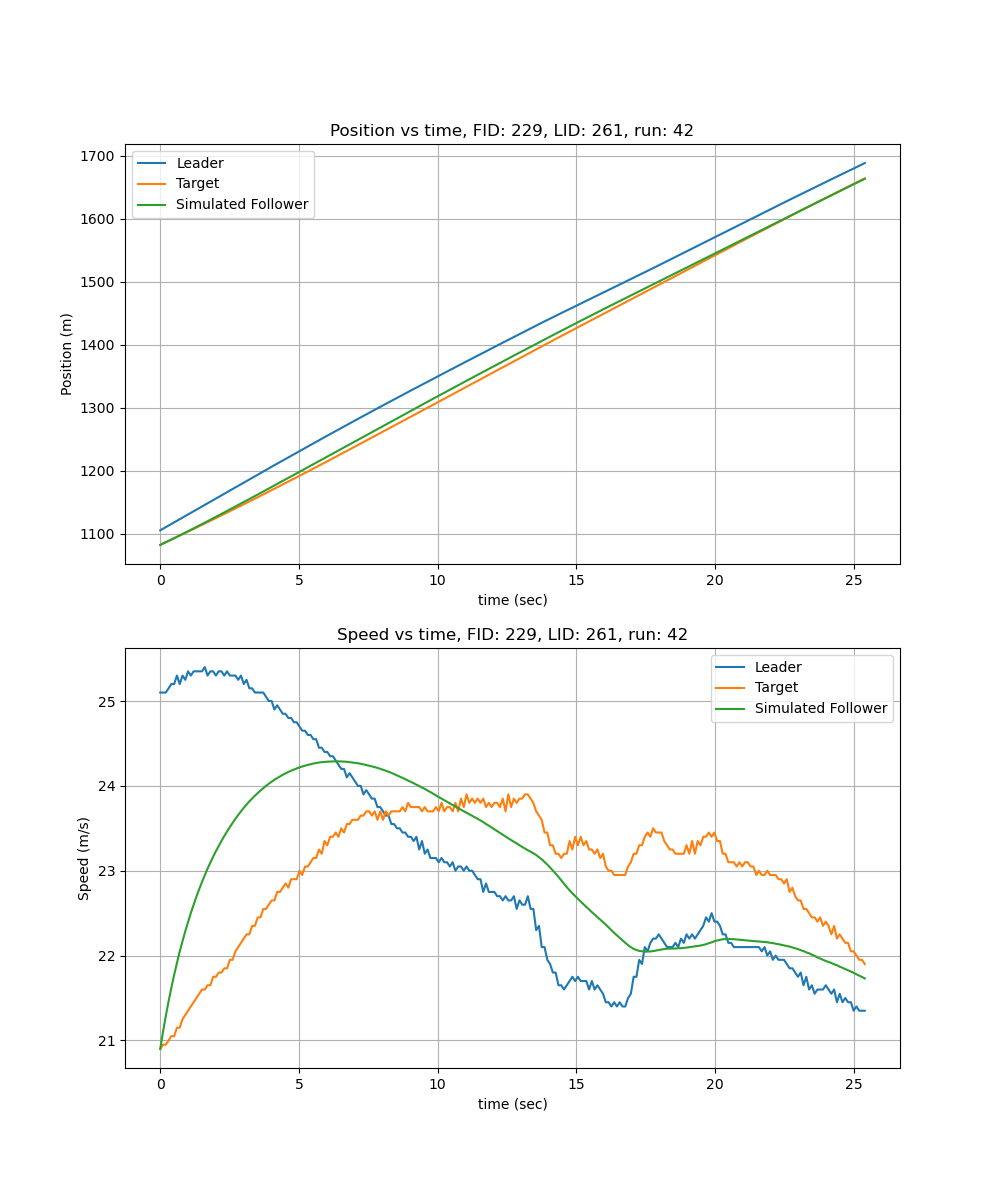 Position vs time, FID: 229, LID: 261, run: 42
Leader
Target
Simulated Follower
1700
1600
1500
1400
1300
1200
1100
Position (m)
0 5 10 15 20 25
time (sec)
Speed vs time, FID: 229, LID: 261, run: 42
Leader
Target
Simulated Follower
25
24
23
22
21
Speed (m/s)
0 5 10 15 20 25
time (sec)